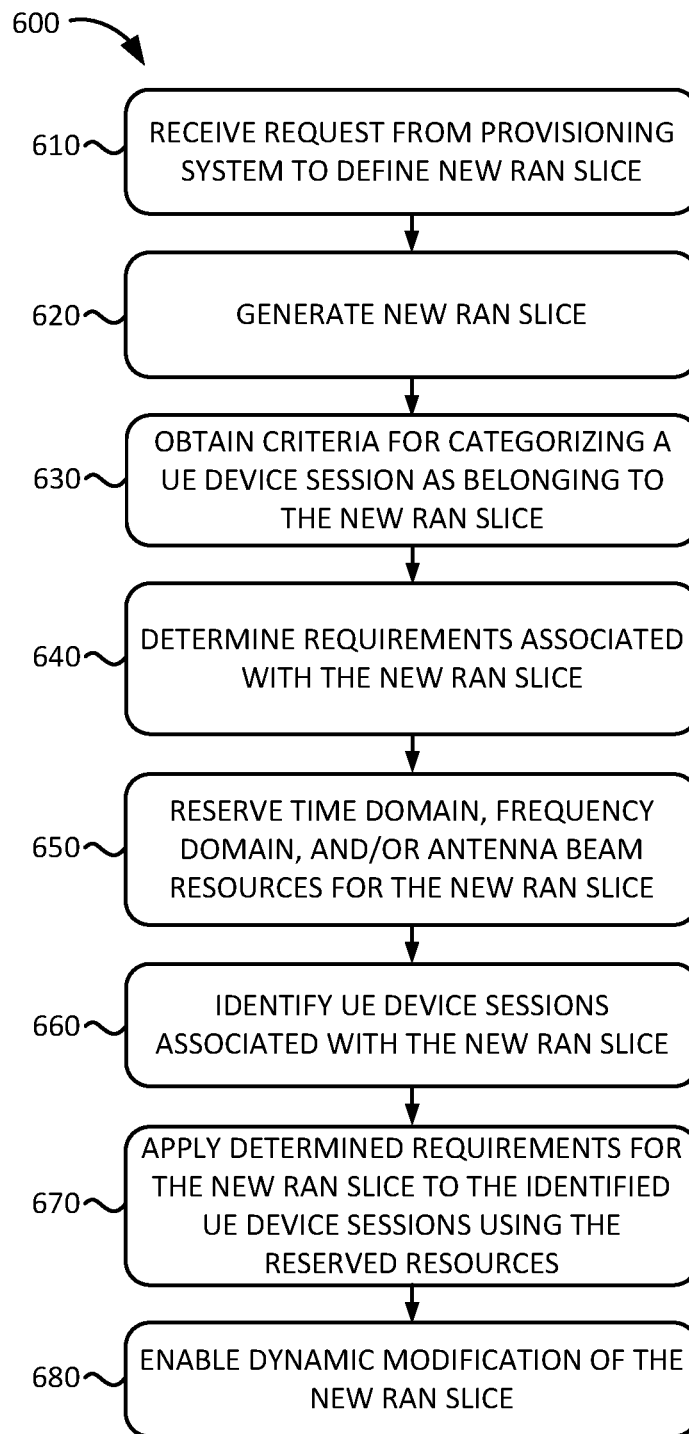 600
610
RECEIVE REQUEST FROM PROVISIONING
SYSTEM TO DEFINE NEW RAN SLICE
620
GENERATE NEW RAN SLICE
630
OBTAIN CRITERIA FOR CATEGORIZING A
UE DEVICE SESSION AS BELONGING TO
THE NEW RAN SLICE
640
DETERMINE REQUIREMENTS ASSOCIATED
WITH THE NEW RAN SLICE
650
RESERVE TIME DOMAIN, FREQUENCY
DOMAIN, AND/OR ANTENNA BEAM
RESOURCES FOR THE NEW RAN SLICE
660
IDENTIFY UE DEVICE SESSIONS
ASSOCIATED WITH THE NEW RAN SLICE
670
APPLY DETERMINED REQUIREMENTS FOR
THE NEW RAN SLICE TO THE IDENTIFIED
UE DEVICE SESSIONS USING THE
RESERVED RESOURCES
680
ENABLE DYNAMIC MODIFICATION OF THE
NEW RAN SLICE